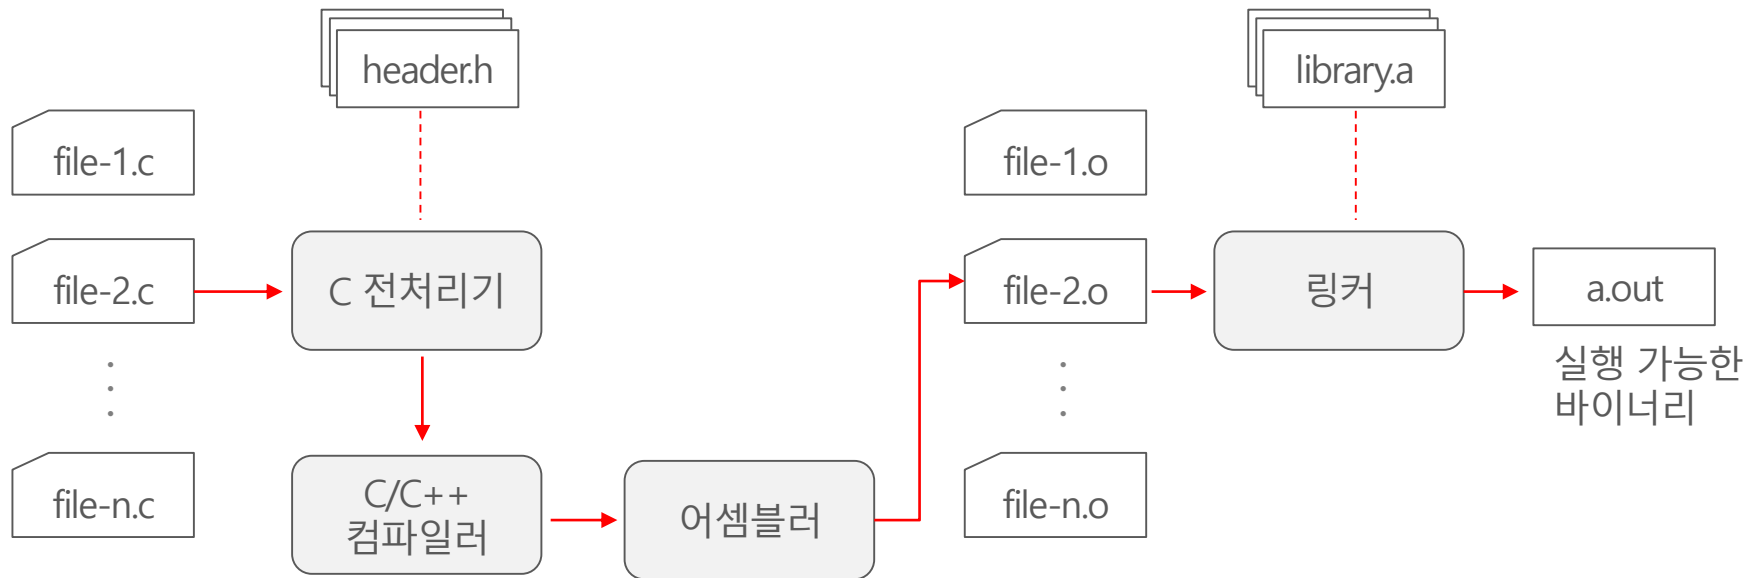 header.h
library.a
file-1.c
file-1.o
file-2.c
C 전처리기
file-2.o
링커
a.out
실행 가능한
바이너리
file-n.c
C/C++
컴파일러
어셈블러
file-n.o